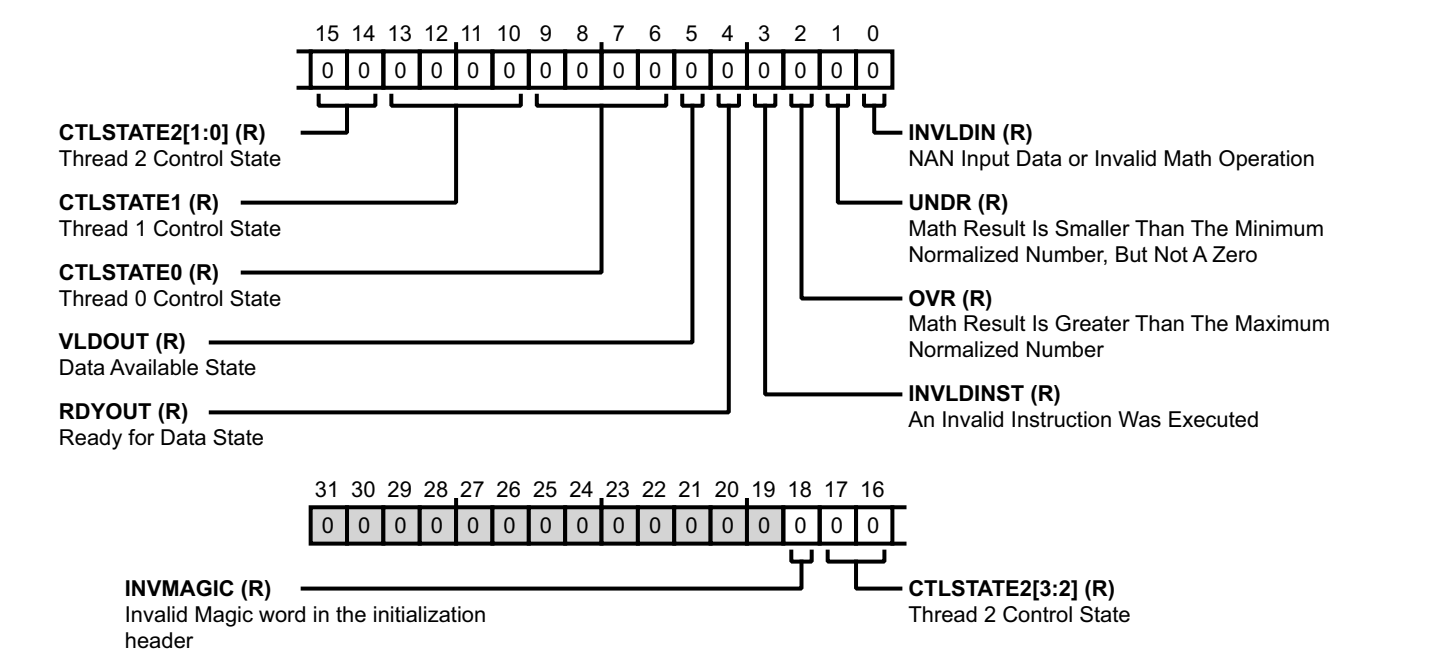 15 14 13 12 11 10 9 8 7 6 5 4 3 2 1 0
0 0 0 0 0 0 0 0 0 0 0 0 0 0 0 0
CTLSTATE2[1:0] (R)
Thread 2 Control State
CTLSTATE1 (R)
Thread 1 Control State
CTLSTATE0 (R)
Thread 0 Control State
VLDOUT (R)
Data Available State
RDYOUT (R)
Ready for Data State
INVLDIN (R)
NAN Input Data or Invalid Math Operation
UNDR (R)
Math Result Is Smaller Than The Minimum
Normalized Number, But Not A Zero
OVR (R)
Math Result Is Greater Than The Maximum
Normalized Number
INVLDINST (R)
An Invalid Instruction Was Executed
31 30 29 28 27 26 25 24 23 22 21 20 19 18 17 16
0 0 0 0 0 0 0 0 0 0 0 0 0 0 0 0
INVMAGIC (R)
Invalid Magic word in the initialization
header
CTLSTATE2[3:2] (R)
Thread 2 Control State